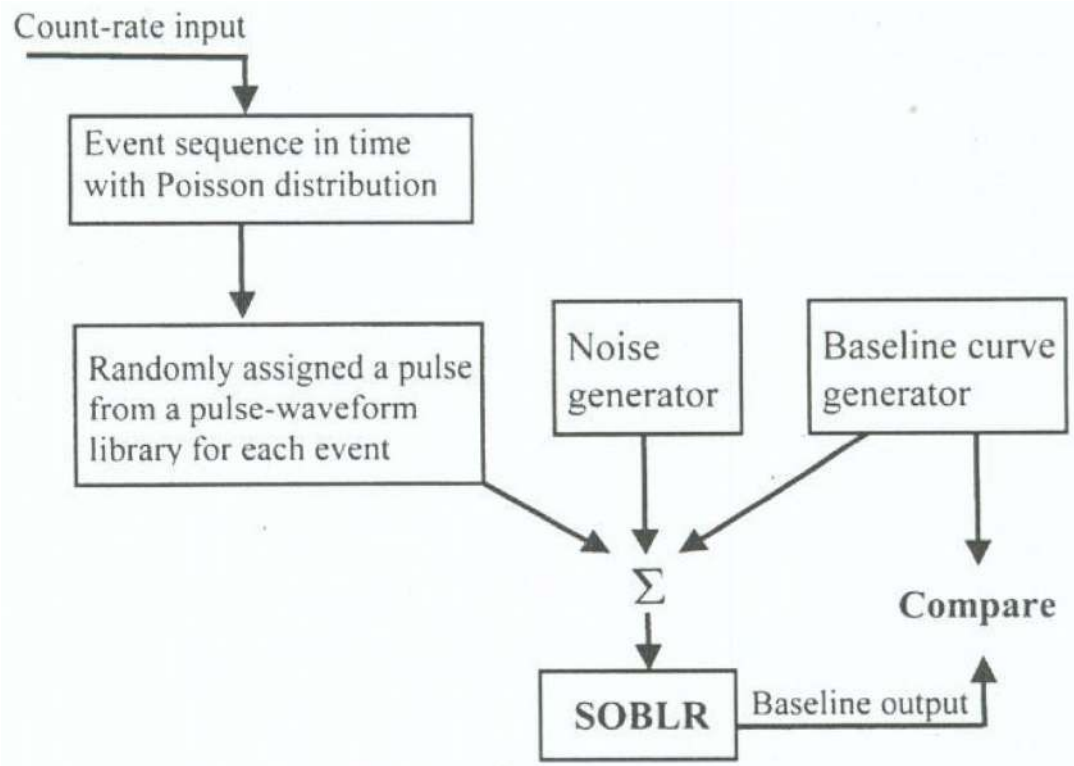 Count-rate input
Event sequence in time
with Poisson distribution
Randomly assigned a pulse
from a pulse-waveform
library for each event
Noise
generator
Baseline curve
generator
Σ
Compare
SOBLR
Baseline output